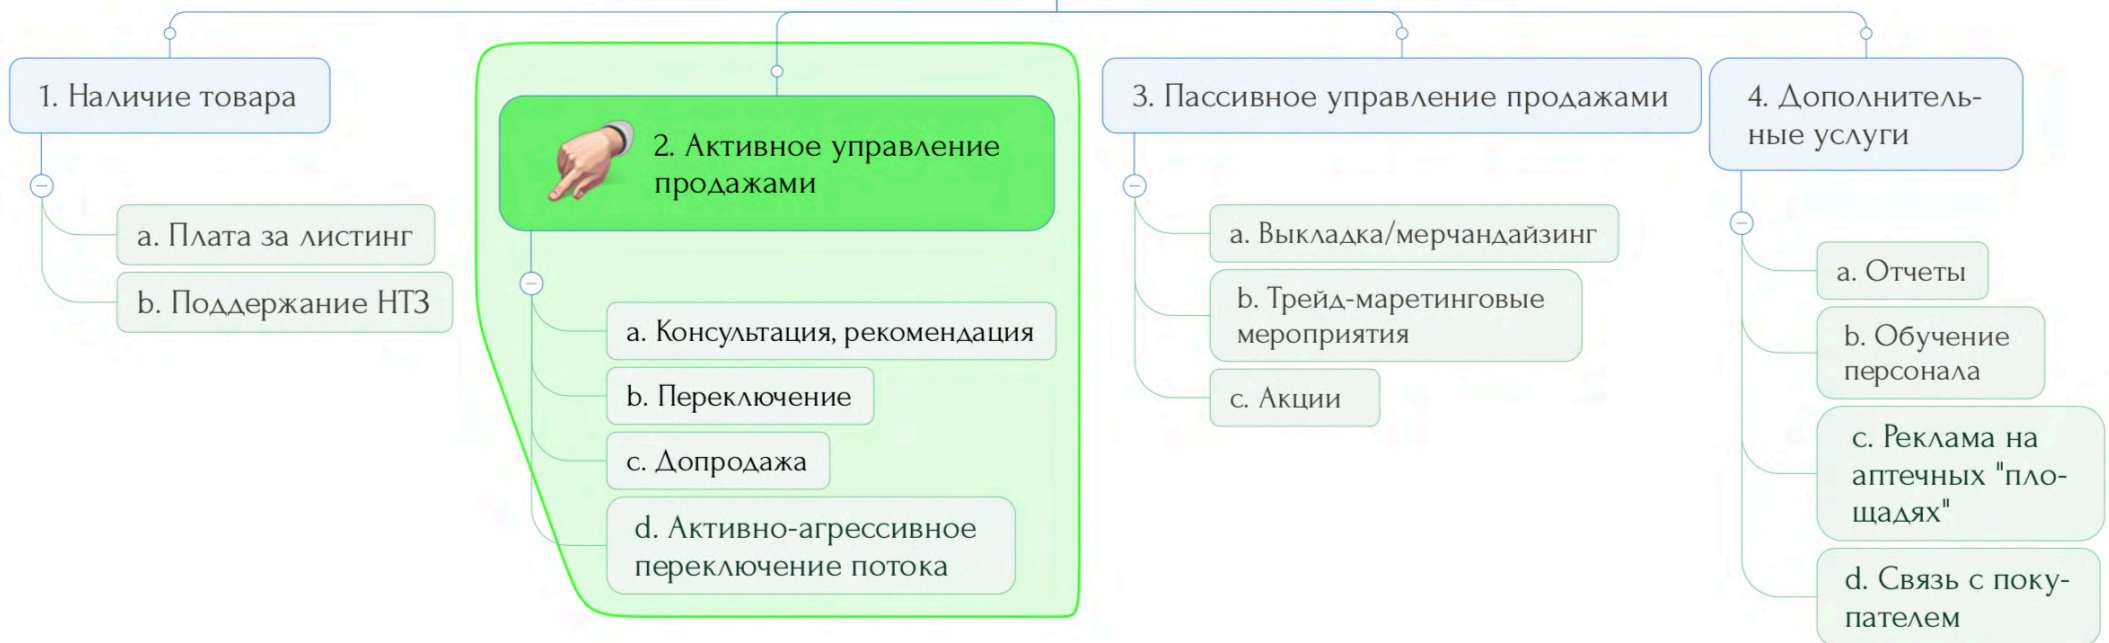 1. Наличие товара
a. Плата за листинг
b. Поддержание НТЗ
2. Активное управление
продажами
a. Консультация, рекомендация
b. Переключение
c. Допродажа
d. Активно-агрессивное
переключение потока
3. Пассивное управление продажами
a. Выкладка/мерчандайзинг
b. Трейд-маретинговые
мероприятия
c. Акции
4. Дополнитель-
ные услуги
a. Отчеты
b. Обучение
персонала
c. Реклама на
аптечных "пло-
щадях"
d. Связь с поку-
пателем